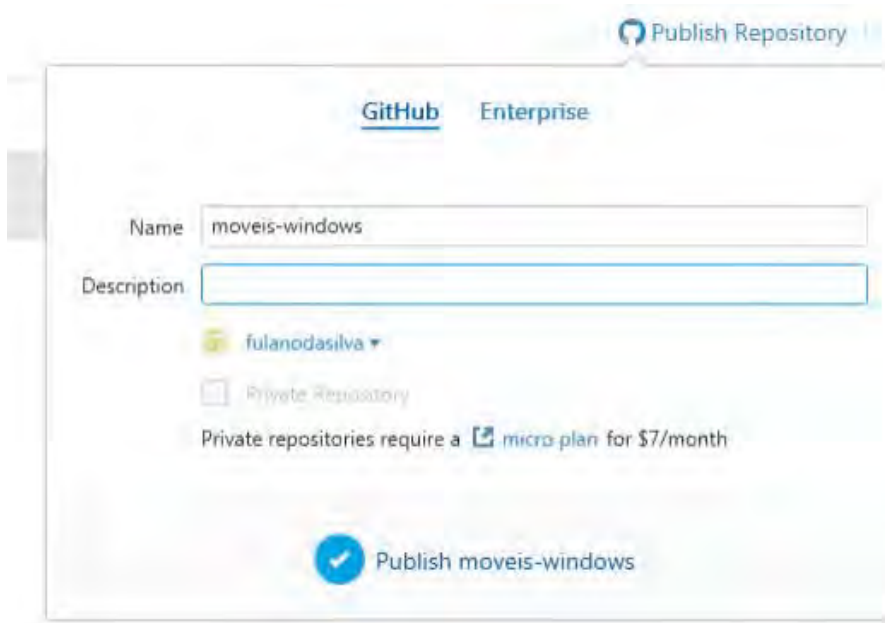 Publish Repository
GitHub Enterprise
Name moveis-windows
Description
fulanodasilva
Private Repository
Private repositories require a micro plan for $7/month
Publish moveis-windows